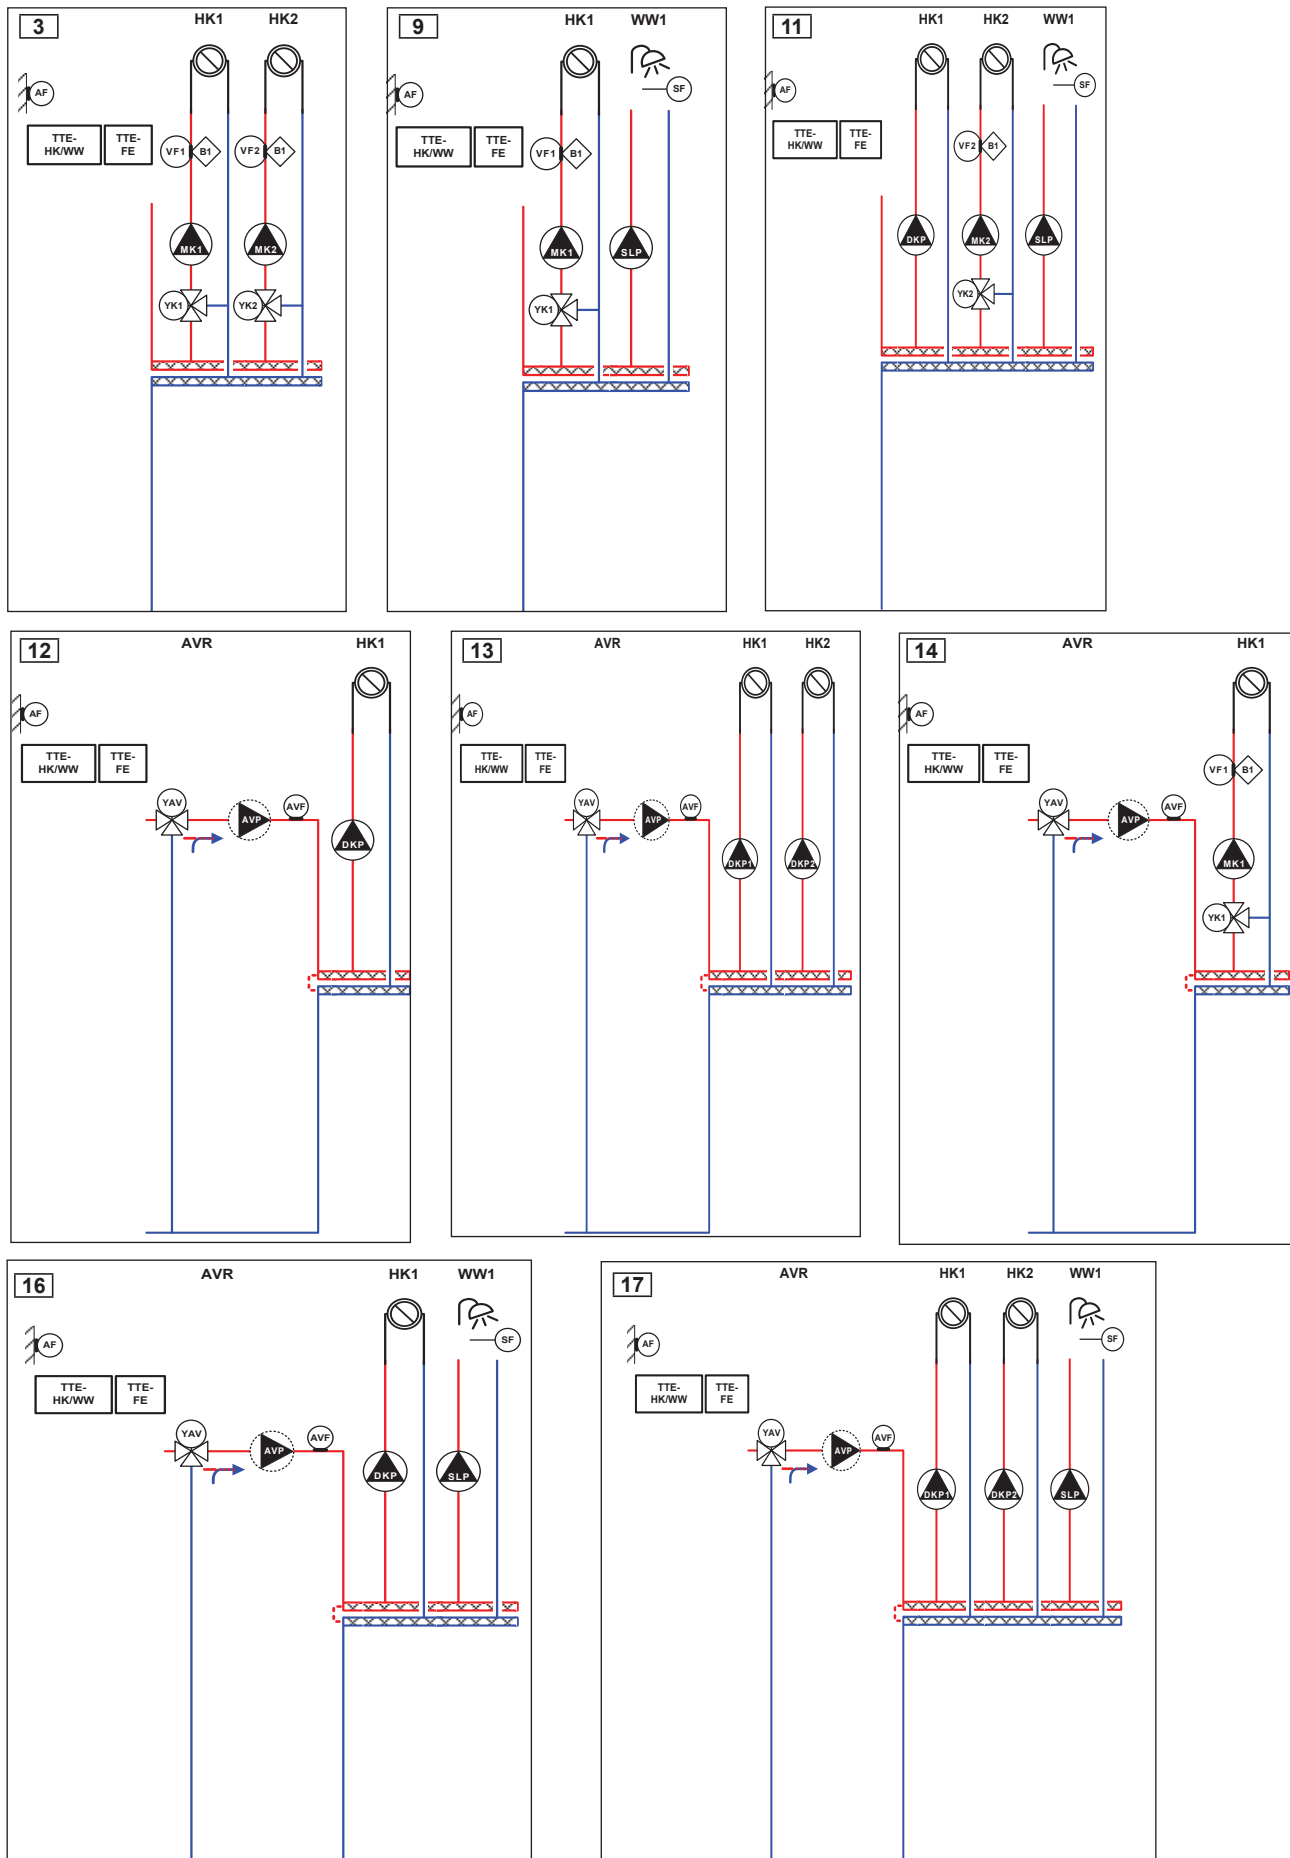 3
HK1 HK2
AF
TTE-
HK/WW
TTE-
FE
VF1 B1 VF2 B1
MK1 MK2
YK1 YK2
9
HK1 WW1
AF SF
TTE-
HK/WW
TTE-
FE
VF1 B1
MK1 SLP
YK1
11
HK1 HK2 WW1
AF SF
TTE-
HK/WW
TTE-
FE
VF2 B1
DKP MK2 SLP
YK2
12
AVR HK1
AF
TTE-
HK/WW
TTE-
FE
YAV AVP AVF
DKP
13
AVR HK1 HK2
AF
TTE-
HK/WW
TTE-
FE
YAV AVP AVF
DKP1 DKP2
14
AVR HK1
AF
TTE-
HK/WW
TTE-
FE
VF1 B1
YAV AVP AVF
MK1
YK1
16
AVR HK1 WW1
AF SF
TTE-
HK/WW
TTE-
FE
YAV AVP AVF
DKP SLP
17
AVR HK1 HK2 WW1
AF SF
TTE-
HK/WW
TTE-
FE
YAV AVP AVF
DKP1 DKP2 SLP